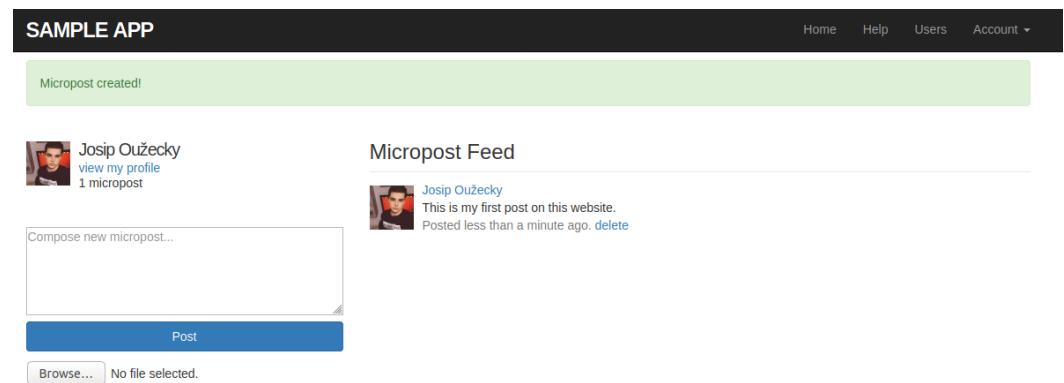 SAMPLE APP
Home Help Users Account
Micropost created!
Josip Oužecky
view my profile
1 micropost
Compose new micropost...
Post
Browse... No file selected.
Micropost Feed
Josip Oužecky
This is my first post on this website.
Posted less than a minute ago. delete